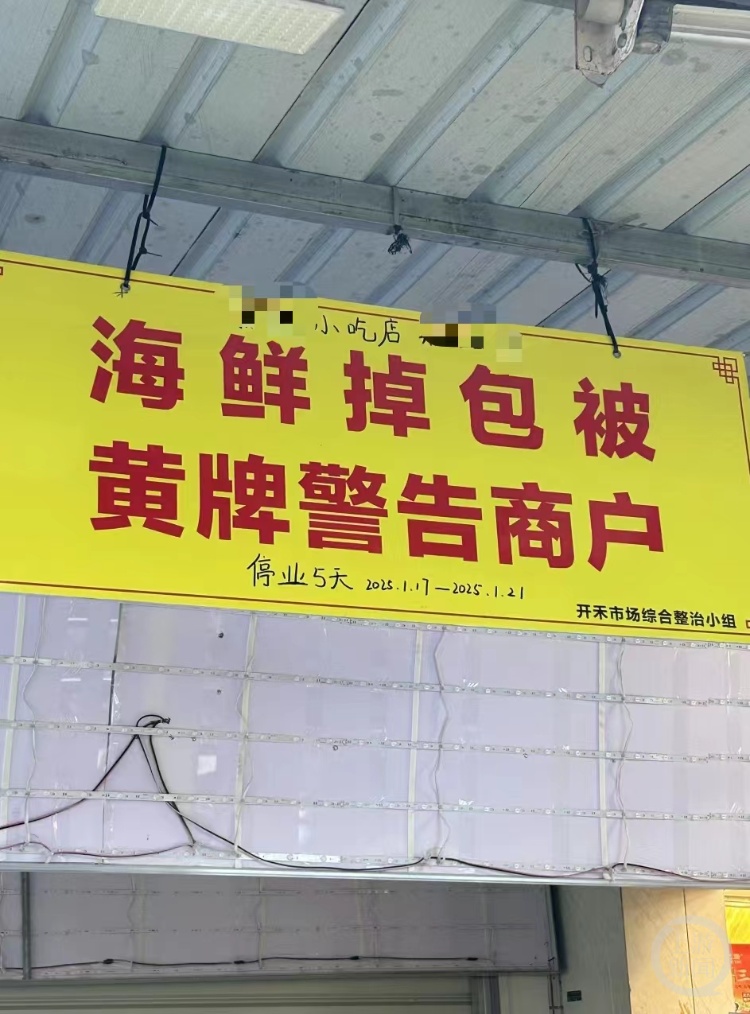 小吃店
海鲜掉包被
黄牌警告商户
停业5天 2025.1.17—2025.1.21
开禾市场综合整治小组